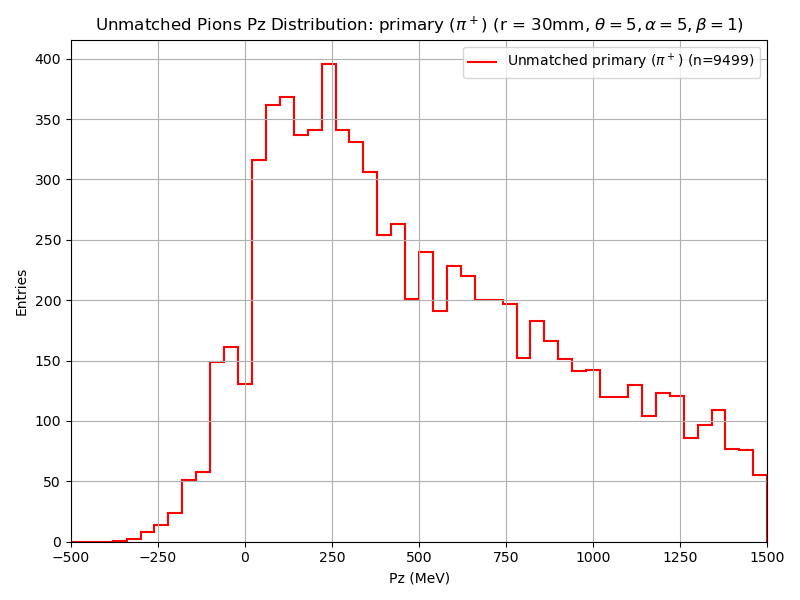 Unmatched Pions Pz Distribution: primary (π⁺) (r = 30mm, θ = 5, α = 5, β = 1)
Unmatched primary (π⁺) (n=9499)
400
350
300
250
200
150
100
50
0
Entries
−500 −250 0 250 500 750 1000 1250 1500
Pz (MeV)